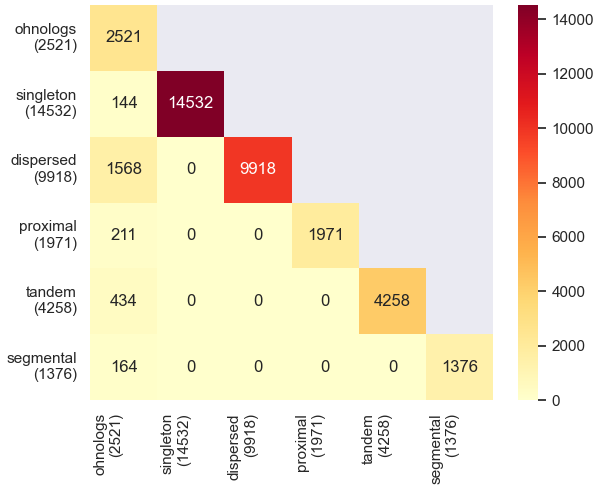 ohnologs
(2521)
2521
singleton
(14532)
144 14532
dispersed
(9918)
1568 0 9918
proximal
(1971)
211 0 0 1971
tandem
(4258)
434 0 0 0 4258
segmental
(1376)
164 0 0 0 0 1376
ohnologs
(2521)
singleton
(14532)
dispersed
(9918)
proximal
(1971)
tandem
(4258)
segmental
(1376)
14000
12000
10000
8000
6000
4000
2000
0